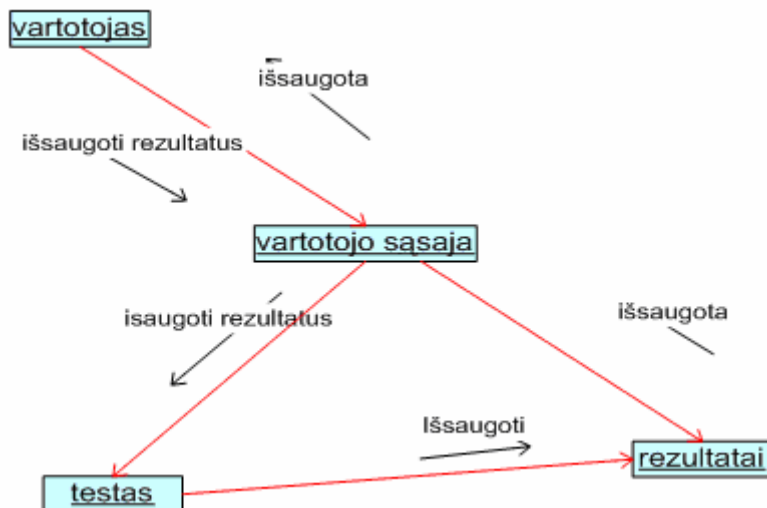 vartotojas
išsaugota
išsaugoti rezultatus
vartotojo sąsaja
isaugoti rezultatus
išsaugota
Išsaugoti
rezultatai
testas